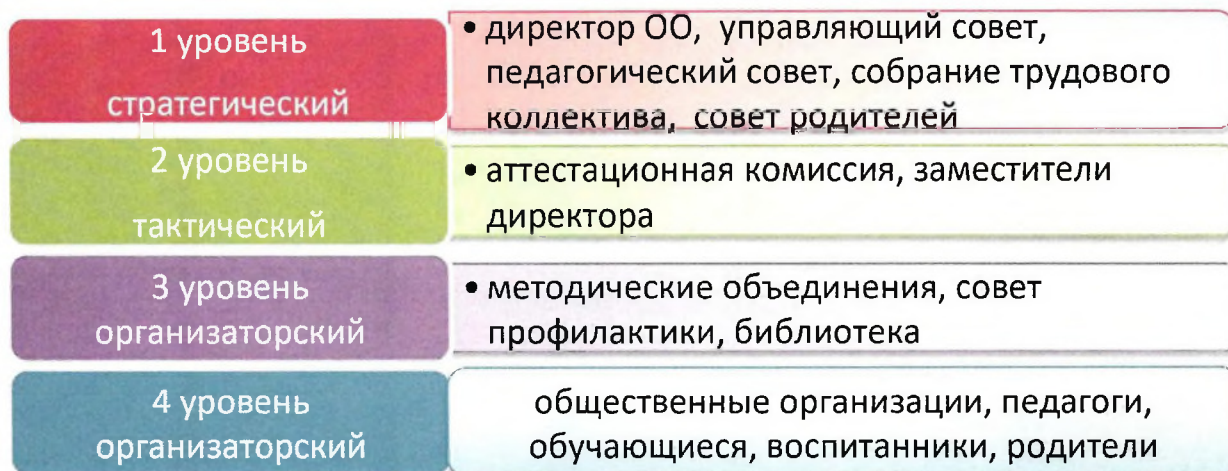 1 уровень
стратегический
• директор ОО, управляющий совет,
педагогический совет, собрание трудового
коллектива, совет родителей
2 уровень
тактический
• аттестационная комиссия, заместители
директора
3 уровень
организаторский
• методические объединения, совет
профилактики, библиотека
4 уровень
организаторский
общественные организации, педагоги,
обучающиеся, воспитанники, родители